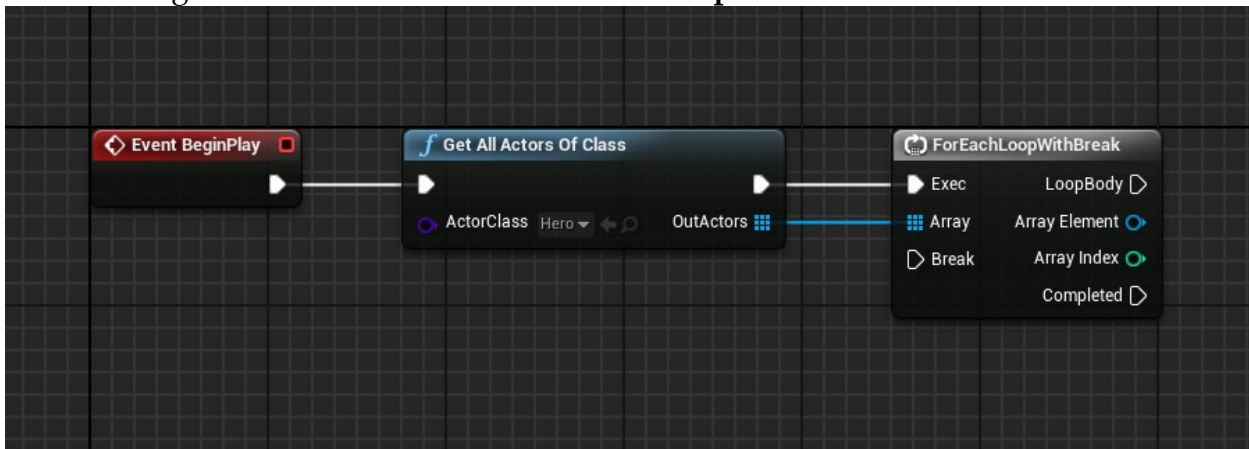 Event BeginPlay
f Get All Actors Of Class
ActorClass Hero OutActors
ForEachLoopWithBreak
Exec LoopBody
Array Array Element
Break Array Index
Completed